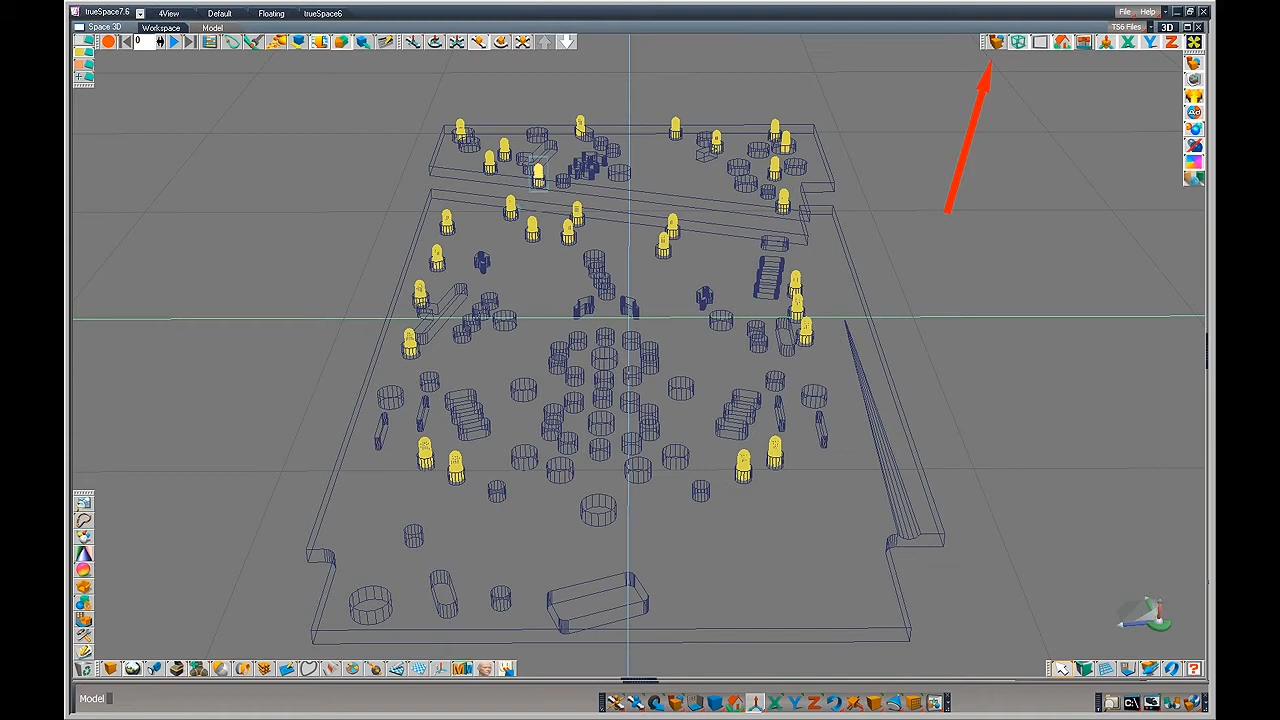 trueSpace7.6 4View Default Floating trueSpace6 File Help
Space 3D Workspace Model TS6 Files 3D
0 X Y Z
M
X Y Z C:\
Model